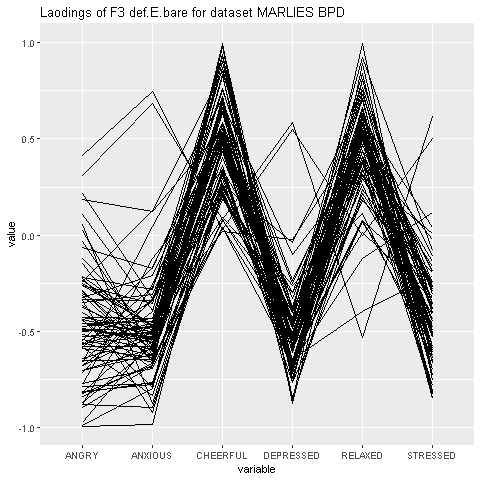 Laodings of F3 def.E.bare for dataset MARLIES BPD
1.0
0.5
0.0
-0.5
-1.0
value
ANGRY ANXIOUS CHEERFUL DEPRESSED RELAXED STRESSED
variable